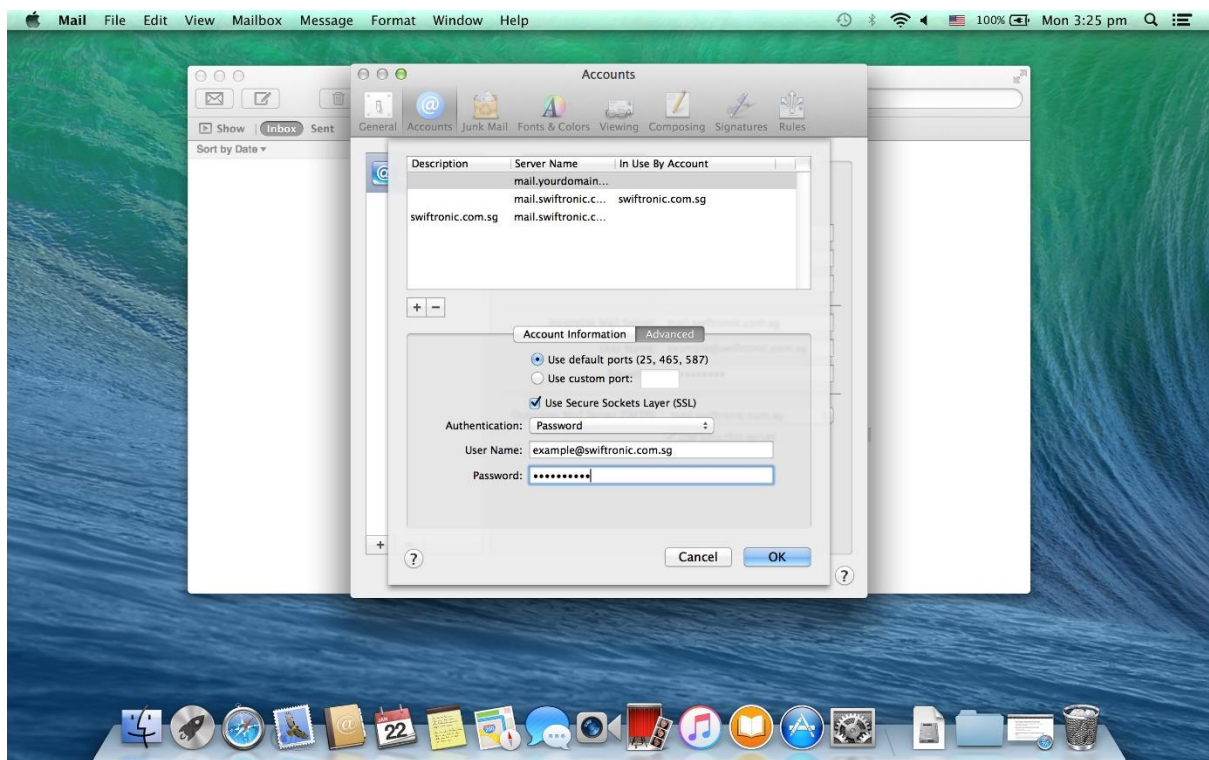 Mail File Edit View Mailbox Message Format Window Help 100% Mon 3:25 pm
Accounts
General Accounts Junk Mail Fonts & Colors Viewing Composing Signatures Rules
Show Inbox Sent
Sort by Date
Description Server Name In Use By Account
mail.yourdomain...
mail.swiftronic.c... swiftronic.com.sg
swiftronic.com.sg mail.swiftronic.c...
+ −
Account Information Advanced
Use default ports (25, 465, 587)
Use custom port:
Use Secure Sockets Layer (SSL)
Authentication: Password
User Name: example@swiftronic.com.sg
Password: ••••••••••
+
? Cancel OK
?
JAN
22